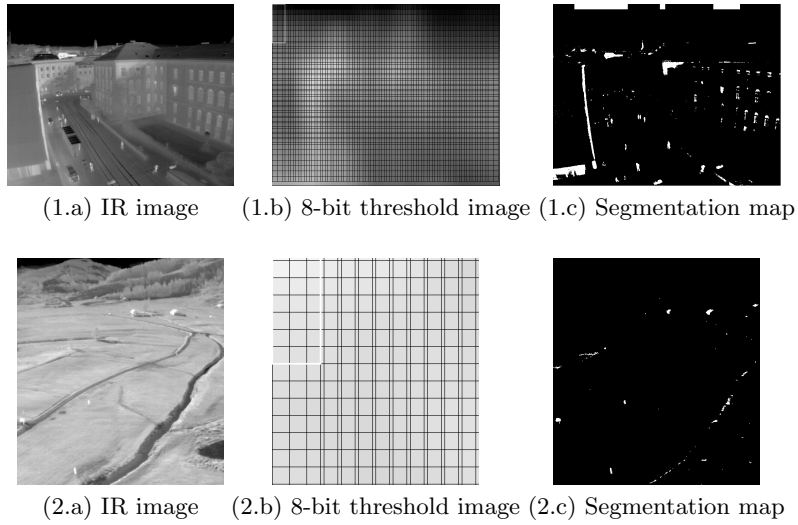 (1.a) IR image (1.b) 8-bit threshold image (1.c) Segmentation map
(2.a) IR image (2.b) 8-bit threshold image (2.c) Segmentation map